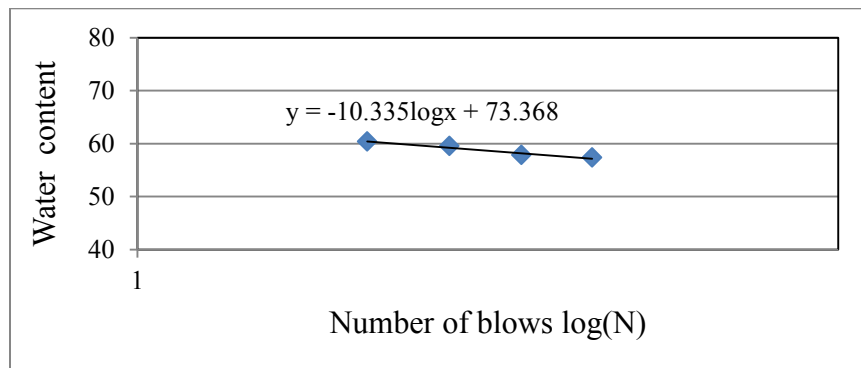 80
70
y = -10.335logx + 73.368
60
50
40
1
Water content
Number of blows log(N)